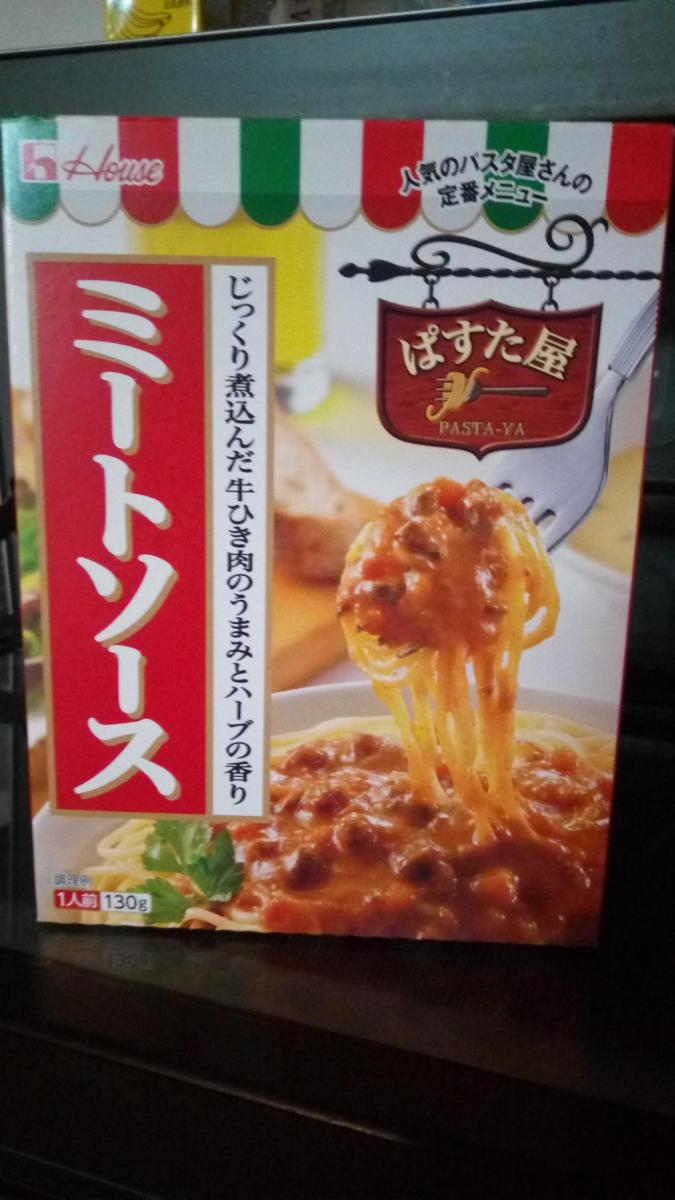 House
人気のパスタ屋さんの
定番メニュー
ぱすた屋
PASTA-YA
ミートソース
じっくり煮込んだ牛ひき肉のうまみとハーブの香り
調理例
1人前 130g